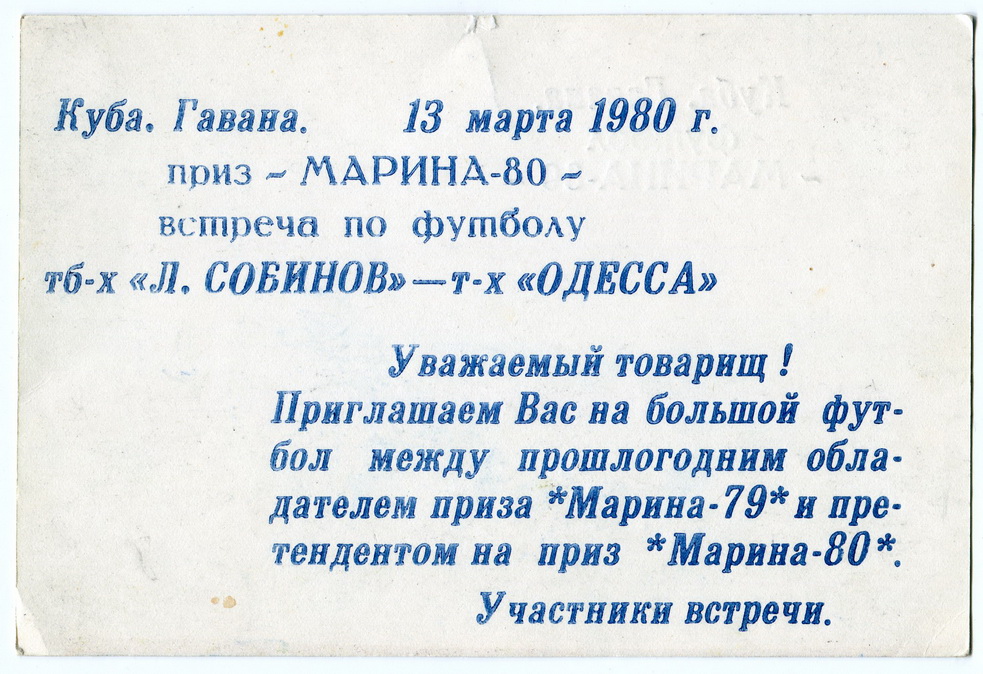 Куба. Гавана. 13 марта 1980 г.
приз ~ МАРИНА-80 ~
встреча по футболу
тб-х «Л. СОБИНОВ» — т-х «ОДЕССА»
Уважаемый товарищ !
Приглашаем Вас на большой фут-
бол между прошлогодним обла-
дателем приза *Марина-79* и пре-
тендентом на приз *Марина-80*.
Участники встречи.